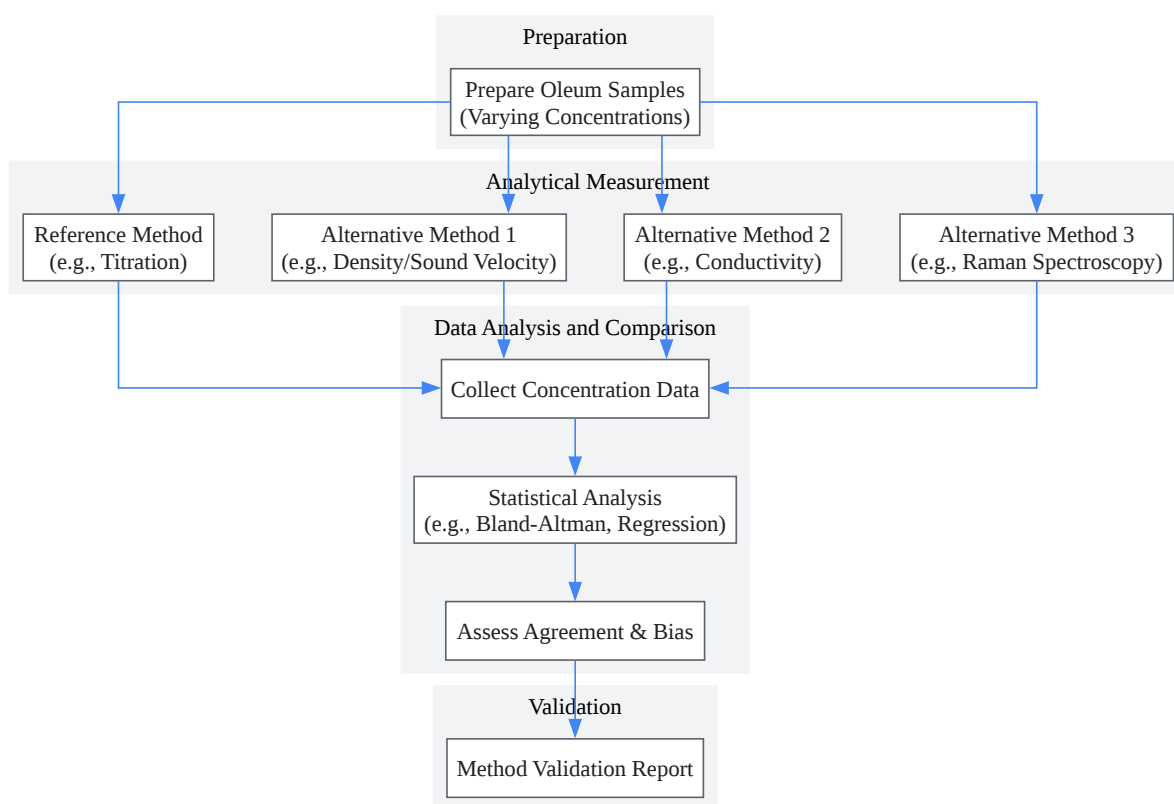 Preparation
Prepare Oleum Samples
(Varying Concentrations)
Analytical Measurement
Reference Method
(e.g., Titration)
Alternative Method 1
(e.g., Density/Sound Velocity)
Alternative Method 2
(e.g., Conductivity)
Alternative Method 3
(e.g., Raman Spectroscopy)
Data Analysis and Comparison
Collect Concentration Data
Statistical Analysis
(e.g., Bland-Altman, Regression)
Assess Agreement & Bias
Validation
Method Validation Report